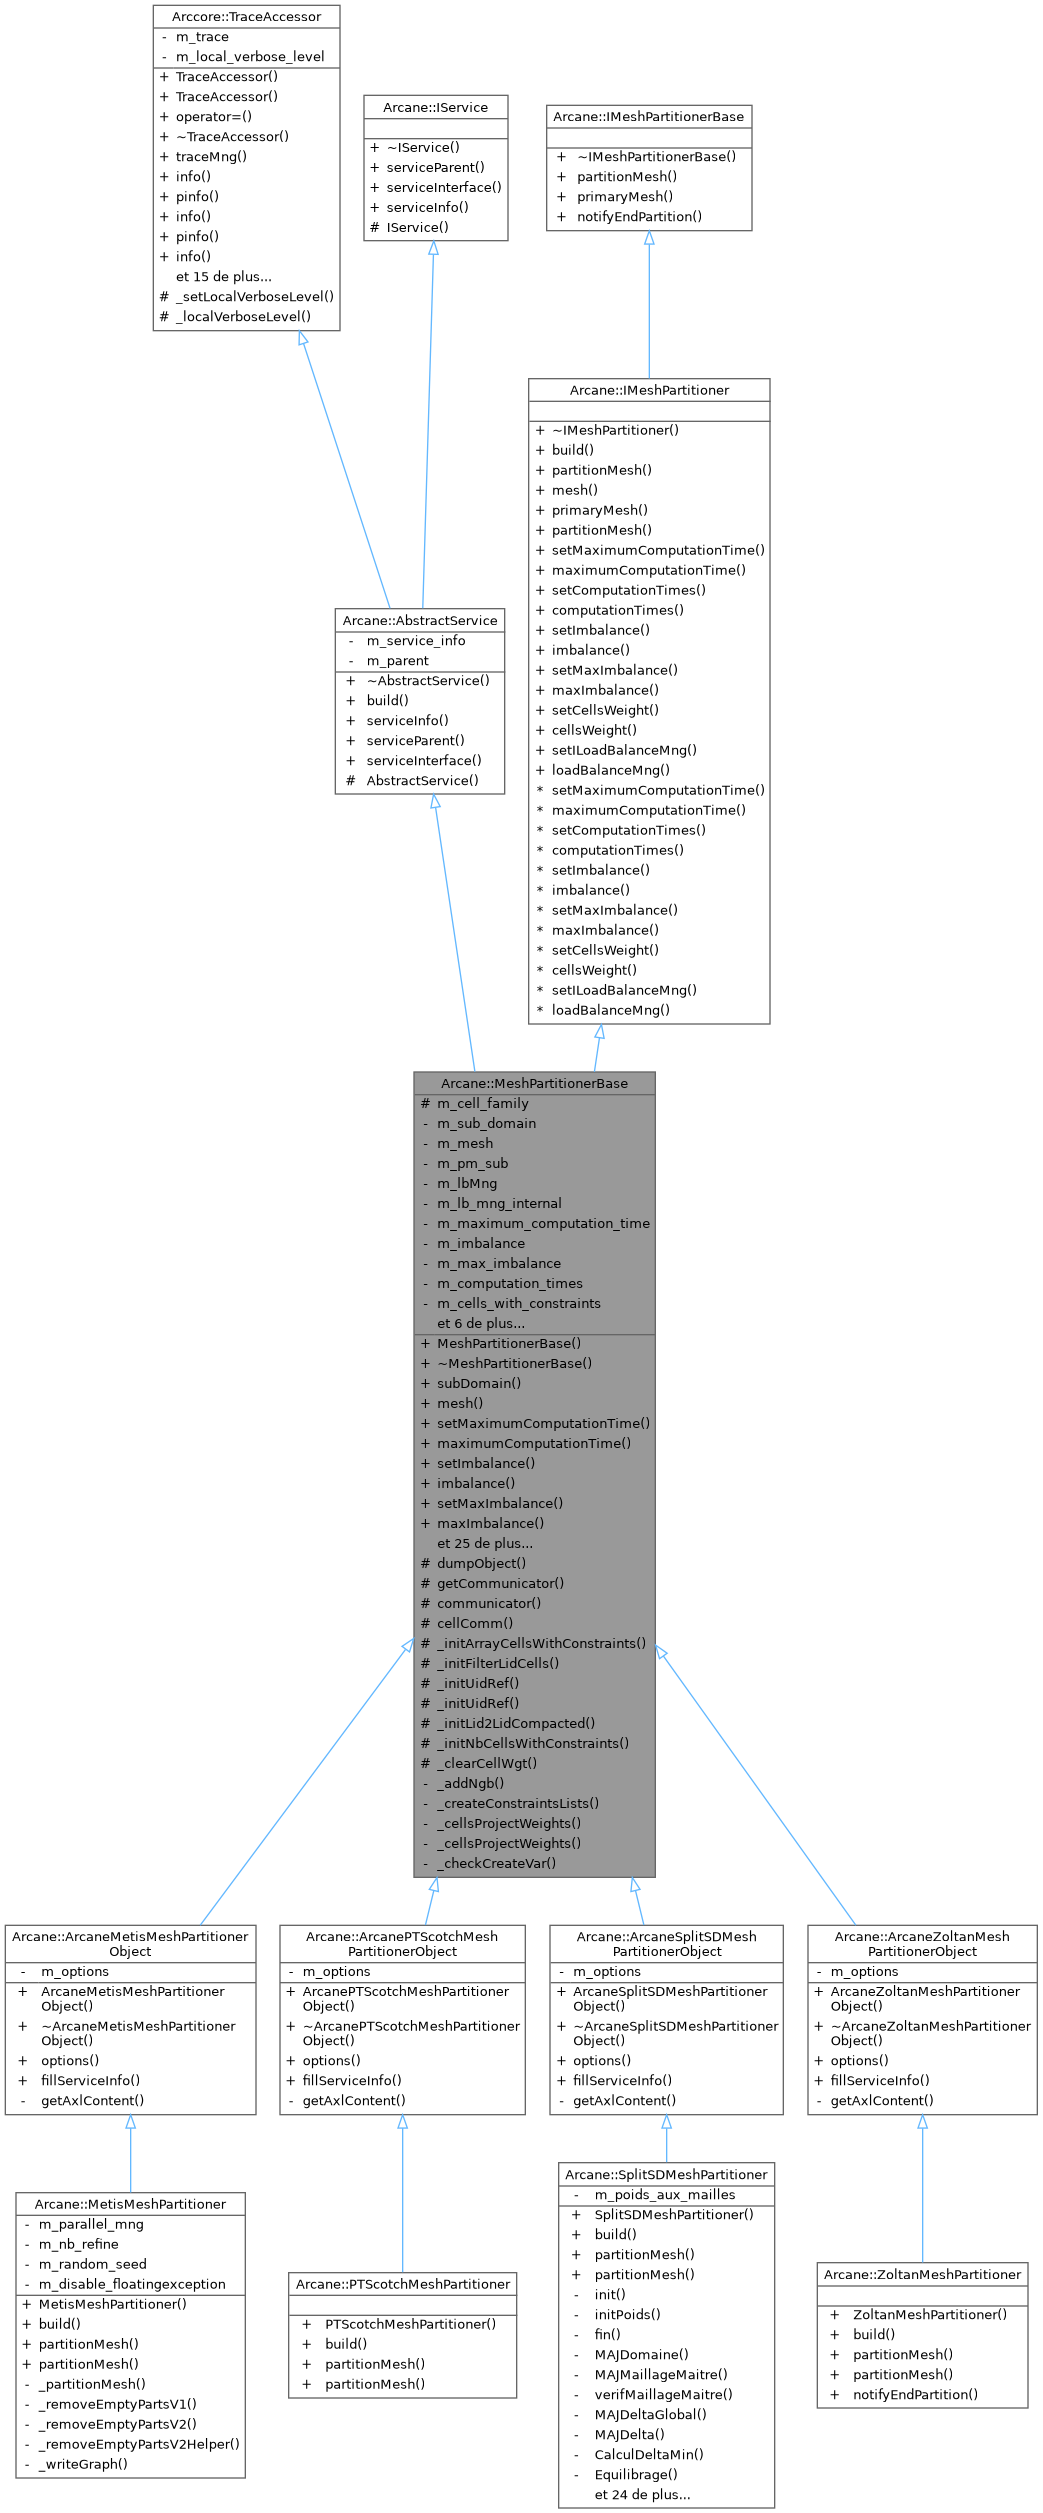 Arccore::TraceAccessor
- m_trace
- m_local_verbose_level
+ TraceAccessor()
+ TraceAccessor()
+ operator=()
+ ~TraceAccessor()
+ traceMng()
+ info()
+ pinfo()
+ info()
+ pinfo()
+ info()
et 15 de plus...
# _setLocalVerboseLevel()
# _localVerboseLevel()
Arcane::IService
+ ~IService()
+ serviceParent()
+ serviceInterface()
+ serviceInfo()
# IService()
Arcane::IMeshPartitionerBase
+ ~IMeshPartitionerBase()
+ partitionMesh()
+ primaryMesh()
+ notifyEndPartition()
Arcane::IMeshPartitioner
+ ~IMeshPartitioner()
+ build()
+ partitionMesh()
+ mesh()
+ primaryMesh()
+ partitionMesh()
+ setMaximumComputationTime()
+ maximumComputationTime()
+ setComputationTimes()
+ computationTimes()
+ setImbalance()
+ imbalance()
+ setMaxImbalance()
+ maxImbalance()
+ setCellsWeight()
+ cellsWeight()
+ setILoadBalanceMng()
+ loadBalanceMng()
* setMaximumComputationTime()
* maximumComputationTime()
* setComputationTimes()
* computationTimes()
* setImbalance()
* imbalance()
* setMaxImbalance()
* maxImbalance()
* setCellsWeight()
* cellsWeight()
* setILoadBalanceMng()
* loadBalanceMng()
Arcane::AbstractService
- m_service_info
- m_parent
+ ~AbstractService()
+ build()
+ serviceInfo()
+ serviceParent()
+ serviceInterface()
# AbstractService()
Arcane::MeshPartitionerBase
# m_cell_family
- m_sub_domain
- m_mesh
- m_pm_sub
- m_lbMng
- m_lb_mng_internal
- m_maximum_computation_time
- m_imbalance
- m_max_imbalance
- m_computation_times
- m_cells_with_constraints
et 6 de plus...
+ MeshPartitionerBase()
+ ~MeshPartitionerBase()
+ subDomain()
+ mesh()
+ setMaximumComputationTime()
+ maximumComputationTime()
+ setImbalance()
+ imbalance()
+ setMaxImbalance()
+ maxImbalance()
et 25 de plus...
# dumpObject()
# getCommunicator()
# communicator()
# cellComm()
# _initArrayCellsWithConstraints()
# _initFilterLidCells()
# _initUidRef()
# _initUidRef()
# _initLid2LidCompacted()
# _initNbCellsWithConstraints()
# _clearCellWgt()
- _addNgb()
- _createConstraintsLists()
- _cellsProjectWeights()
- _cellsProjectWeights()
- _checkCreateVar()
Arcane::ArcaneMetisMeshPartitioner
Object
- m_options
+ ArcaneMetisMeshPartitioner
Object()
+ ~ArcaneMetisMeshPartitioner
Object()
+ options()
+ fillServiceInfo()
- getAxlContent()
Arcane::ArcanePTScotchMesh
PartitionerObject
- m_options
+ ArcanePTScotchMeshPartitioner
Object()
+ ~ArcanePTScotchMeshPartitioner
Object()
+ options()
+ fillServiceInfo()
- getAxlContent()
Arcane::ArcaneSplitSDMesh
PartitionerObject
- m_options
+ ArcaneSplitSDMeshPartitioner
Object()
+ ~ArcaneSplitSDMeshPartitioner
Object()
+ options()
+ fillServiceInfo()
- getAxlContent()
Arcane::ArcaneZoltanMesh
PartitionerObject
- m_options
+ ArcaneZoltanMeshPartitioner
Object()
+ ~ArcaneZoltanMeshPartitioner
Object()
+ options()
+ fillServiceInfo()
- getAxlContent()
Arcane::MetisMeshPartitioner
- m_parallel_mng
- m_nb_refine
- m_random_seed
- m_disable_floatingexception
+ MetisMeshPartitioner()
+ build()
+ partitionMesh()
+ partitionMesh()
- _partitionMesh()
- _removeEmptyPartsV1()
- _removeEmptyPartsV2()
- _removeEmptyPartsV2Helper()
- _writeGraph()
Arcane::PTScotchMeshPartitioner
+ PTScotchMeshPartitioner()
+ build()
+ partitionMesh()
+ partitionMesh()
Arcane::SplitSDMeshPartitioner
- m_poids_aux_mailles
+ SplitSDMeshPartitioner()
+ build()
+ partitionMesh()
+ partitionMesh()
- init()
- initPoids()
- fin()
- MAJDomaine()
- MAJMaillageMaitre()
- verifMaillageMaitre()
- MAJDeltaGlobal()
- MAJDelta()
- CalculDeltaMin()
- Equilibrage()
et 24 de plus...
Arcane::ZoltanMeshPartitioner
+ ZoltanMeshPartitioner()
+ build()
+ partitionMesh()
+ partitionMesh()
+ notifyEndPartition()